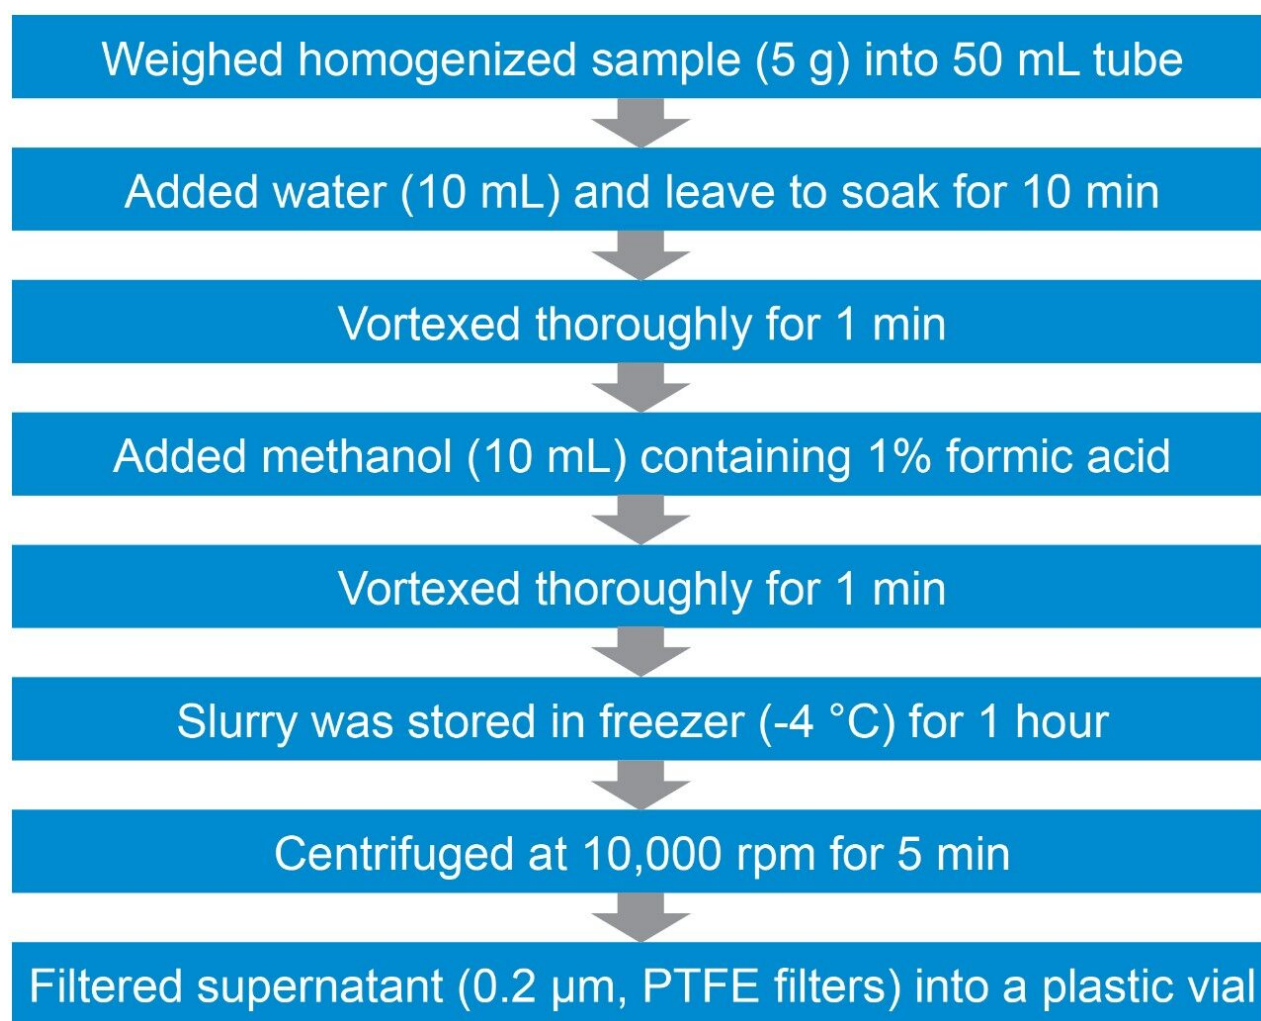 Weighed homogenized sample (5 g) into 50 mL tube
Added water (10 mL) and leave to soak for 10 min
Vortexed thoroughly for 1 min
Added methanol (10 mL) containing 1% formic acid
Vortexed thoroughly for 1 min
Slurry was stored in freezer (-4 °C) for 1 hour
Centrifuged at 10,000 rpm for 5 min
Filtered supernatant (0.2 µm, PTFE filters) into a plastic vial